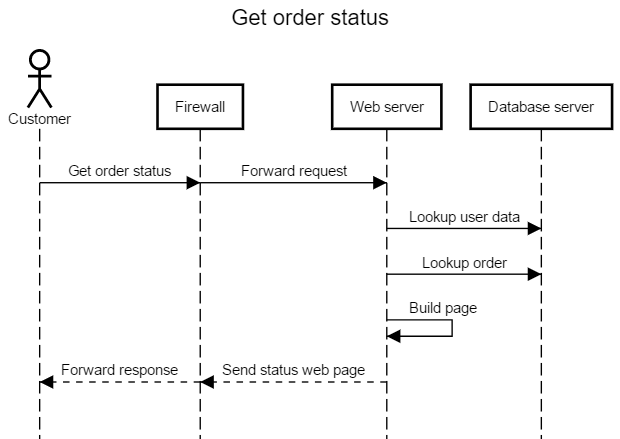 Get order status
Customer
Firewall
Web server
Database server
Get order status
Forward request
Lookup user data
Lookup order
Build page
Forward response
Send status web page